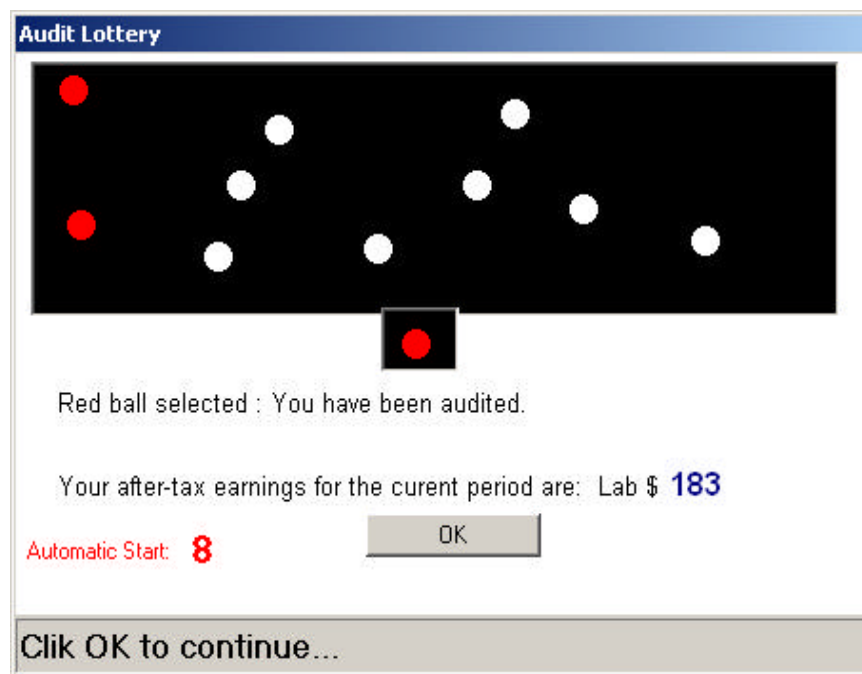 Audit Lottery
Red ball selected : You have been audited.
Your after-tax earnings for the curent period are: Lab $ 183
OK
Automatic Start: 8
Clik OK to continue...